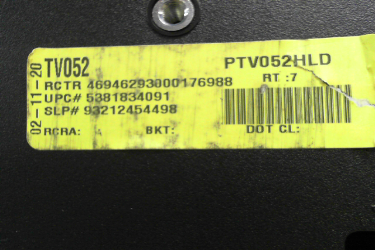 02-11-20
TV052
RCTR 46946293000176988
UPC# 5381834091
SLP# 93212454498
RCRA: A BKT:
PTV052HLD
RT :7
DOT CL: